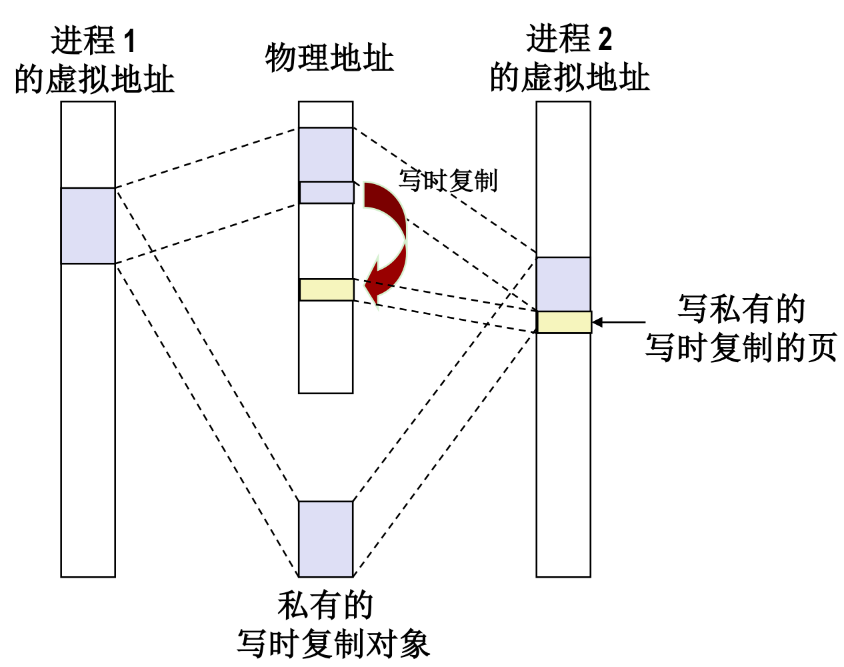 进程 1
的虚拟地址
物理地址
进程 2
的虚拟地址
写时复制
写私有的
写时复制的页
私有的
写时复制对象